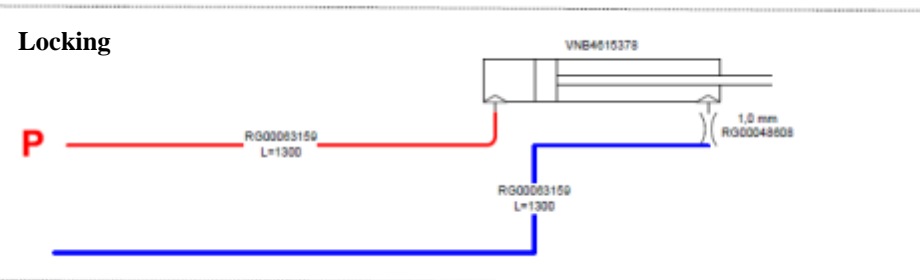 Locking
VNB4615378
1,0 mm
RG00048608
P
RG00063159
L=1300
RG00063159
L=1300